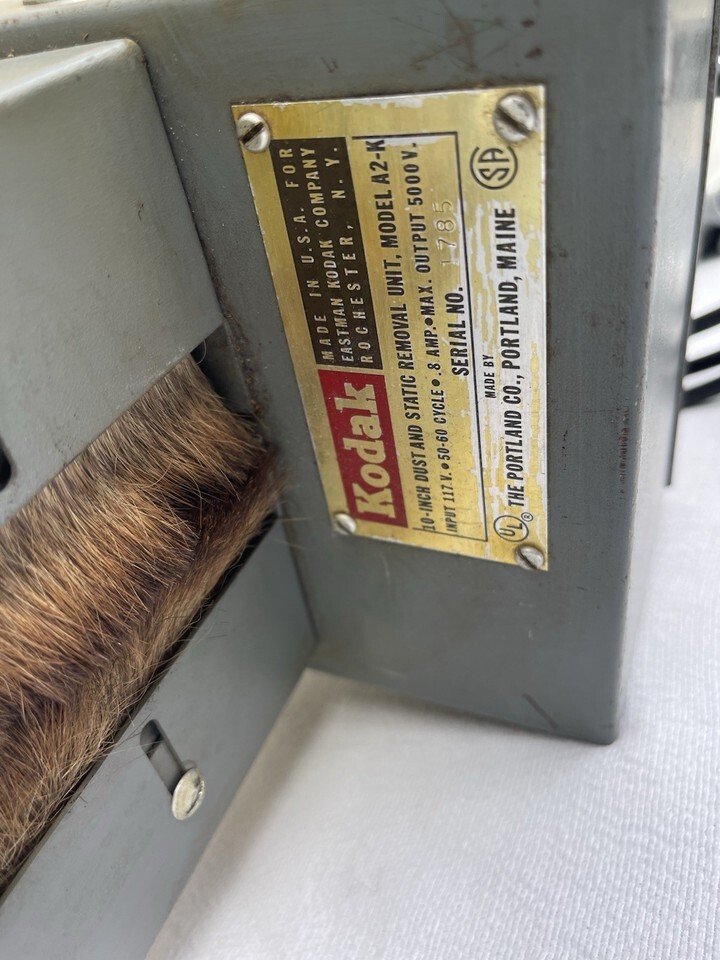 Kodak
MADE IN U.S.A. FOR
EASTMAN KODAK COMPANY
ROCHESTER, N. Y.
10-INCH DUST AND STATIC REMOVAL UNIT, MODEL A2-K
INPUT 117 V. • 50-60 CYCLE • .8 AMP. • MAX. OUTPUT 5000V.
SERIAL NO. 1785
MADE BY
UL ® THE PORTLAND CO., PORTLAND, MAINE SA